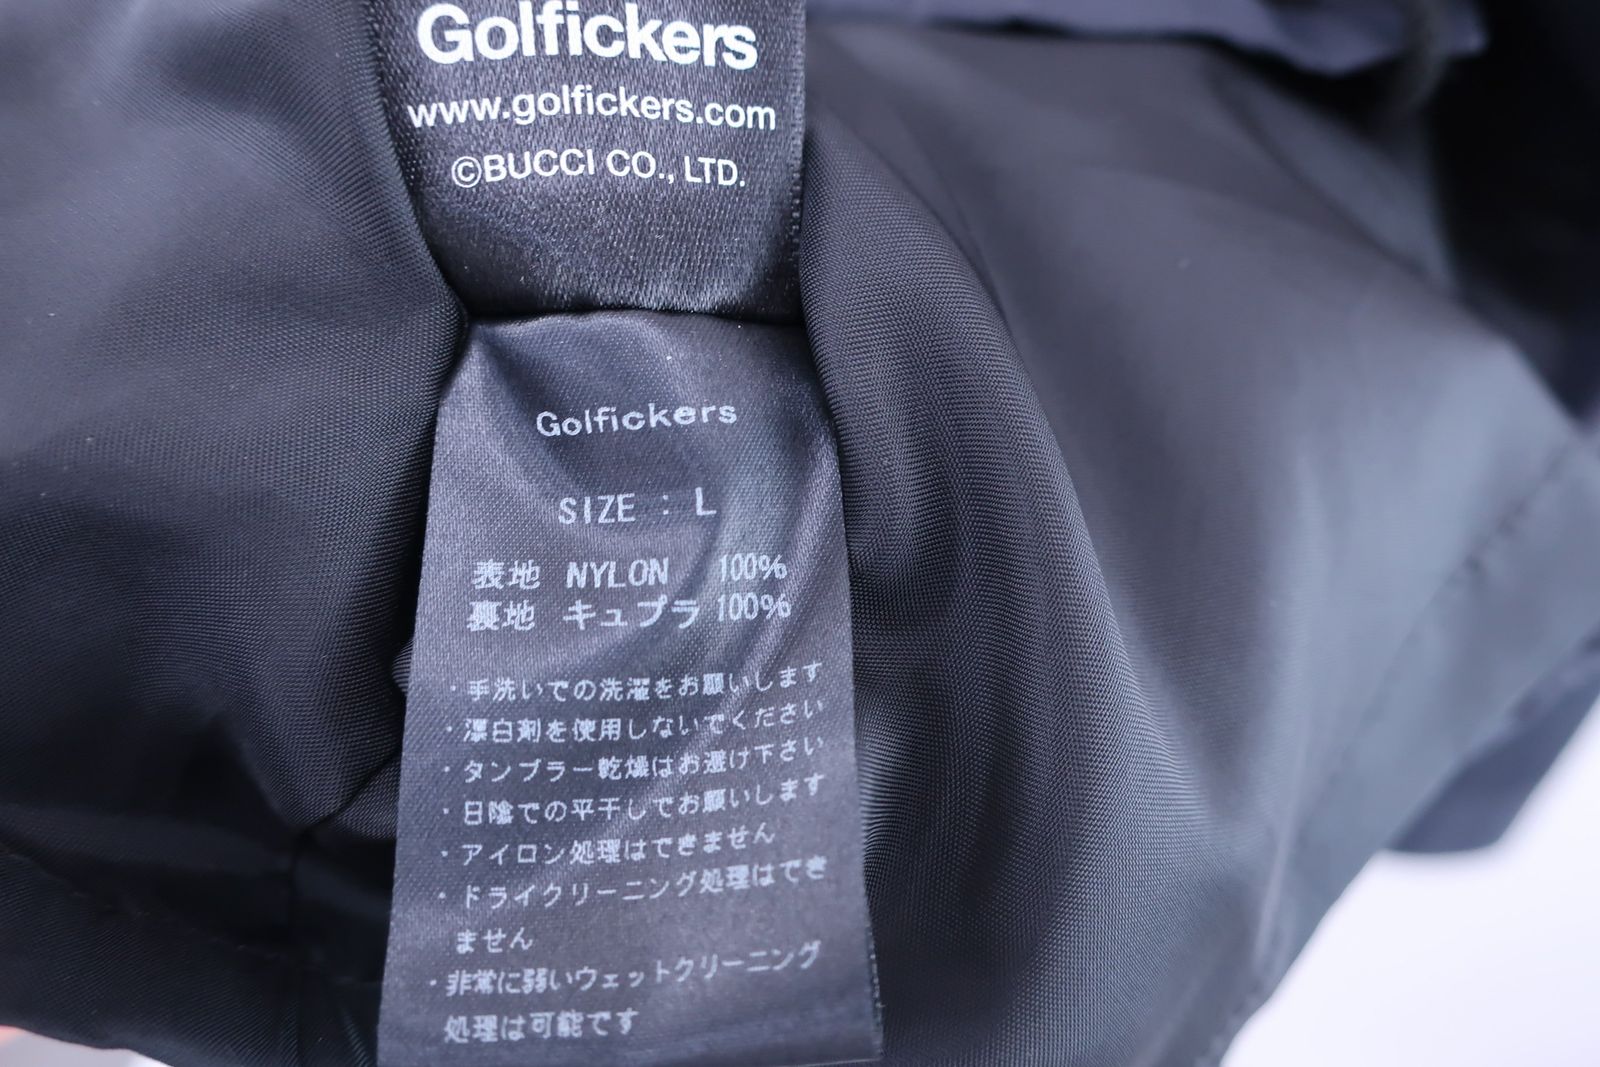 Golfickers
www.golfickers.com
©BUCCI CO., LTD.
Golfickers
SIZE : L
表地 NYLON 100%
裏地 キュプラ 100%
・手洗いでの洗濯をお願いします
・漂白剤を使用しないでください
・タンブラー乾燥はお避け下さい
・日陰での平干しでお願いします
・アイロン処理はできません
・ドライクリーニング処理はでき
ません
・非常に弱いウェットクリーニング
処理は可能です